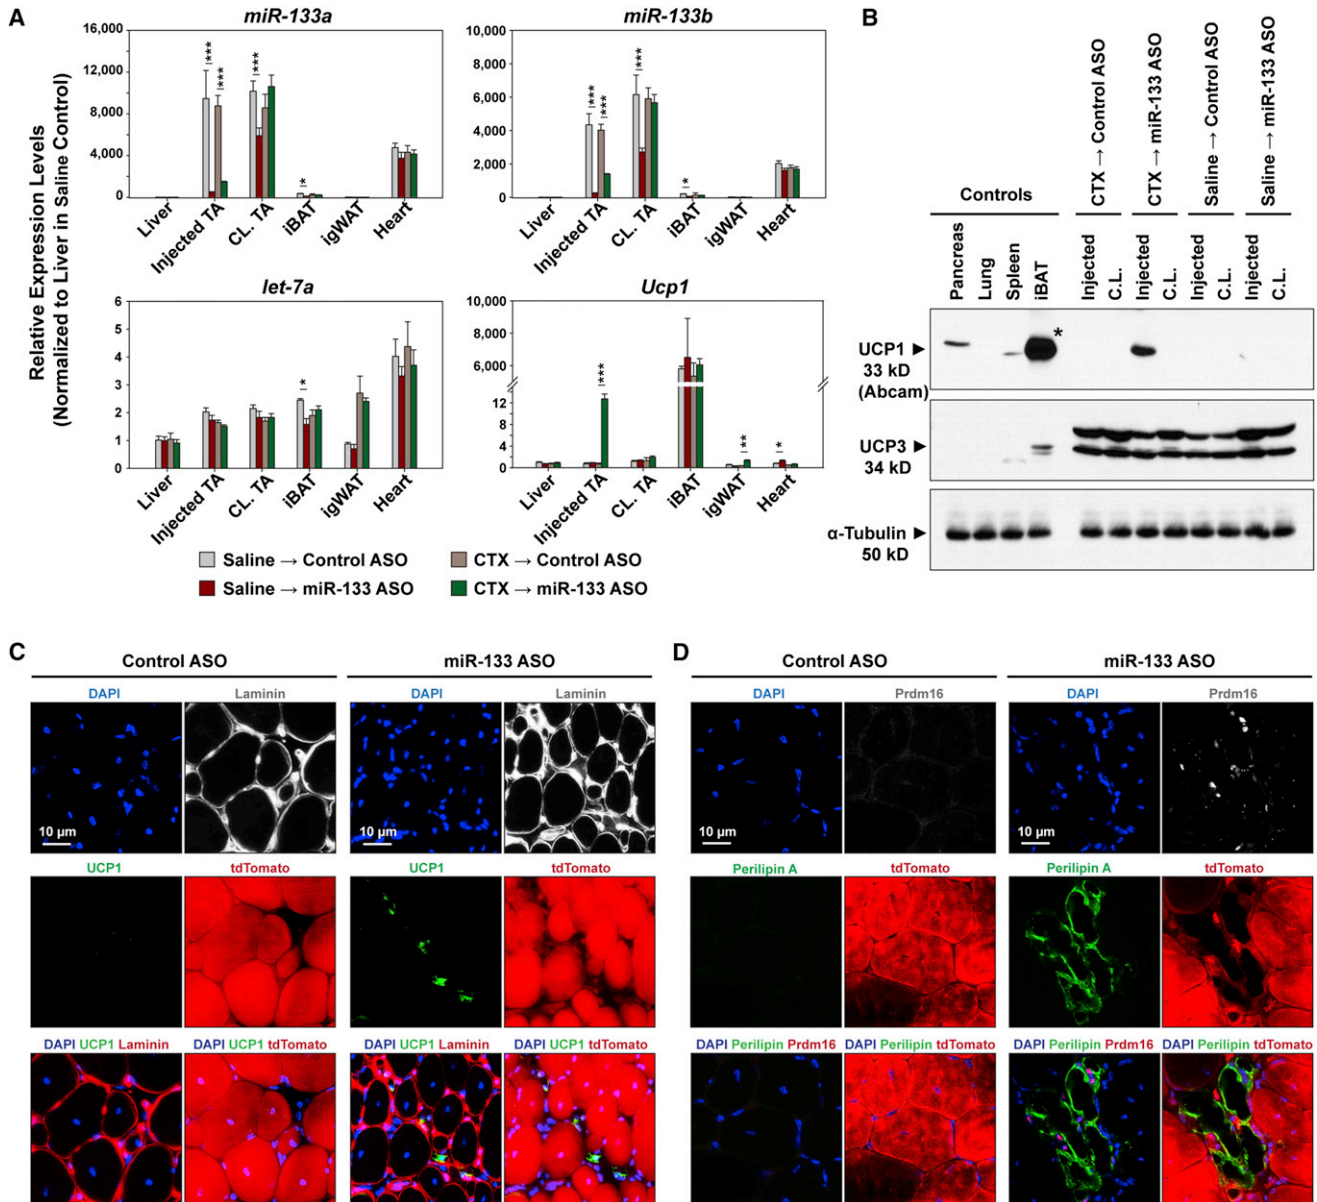 A
miR-133a
miR-133b
Relative Expression Levels
(Normalized to Liver in Saline Control)
16,000
12,000
8,000
4,000
0
***
***
***
*
Liver
Injected TA
CL. TA
iBAT
igWAT
Heart
10,000
8,000
6,000
4,000
2,000
0
***
***
***
*
Liver
Injected TA
CL. TA
iBAT
igWAT
Heart
let-7a
Ucp1
6
5
4
3
2
1
0
*
Liver
Injected TA
CL. TA
iBAT
igWAT
Heart
10,000
8,000
6,000
12
8
4
0
***
**
*
Liver
Injected TA
CL. TA
iBAT
igWAT
Heart
Saline → Control ASO
CTX → Control ASO
Saline → miR-133 ASO
CTX → miR-133 ASO
B
CTX → Control ASO
CTX → miR-133 ASO
Saline → Control ASO
Saline → miR-133 ASO
Controls
Pancreas
Lung
Spleen
iBAT
Injected
C.L.
Injected
C.L.
Injected
C.L.
Injected
C.L.
*
UCP1
33 kD
(Abcam)
UCP3
34 kD
α-Tubulin
50 kD
C
Control ASO
miR-133 ASO
DAPI
Laminin
DAPI
Laminin
10 µm
10 µm
UCP1
tdTomato
UCP1
tdTomato
DAPI UCP1 Laminin
DAPI UCP1 tdTomato
DAPI UCP1 Laminin
DAPI UCP1 tdTomato
D
Control ASO
miR-133 ASO
DAPI
Prdm16
DAPI
Prdm16
10 µm
10 µm
Perilipin A
tdTomato
Perilipin A
tdTomato
DAPI Perilipin Prdm16
DAPI Perilipin tdTomato
DAPI Perilipin Prdm16
DAPI Perilipin tdTomato